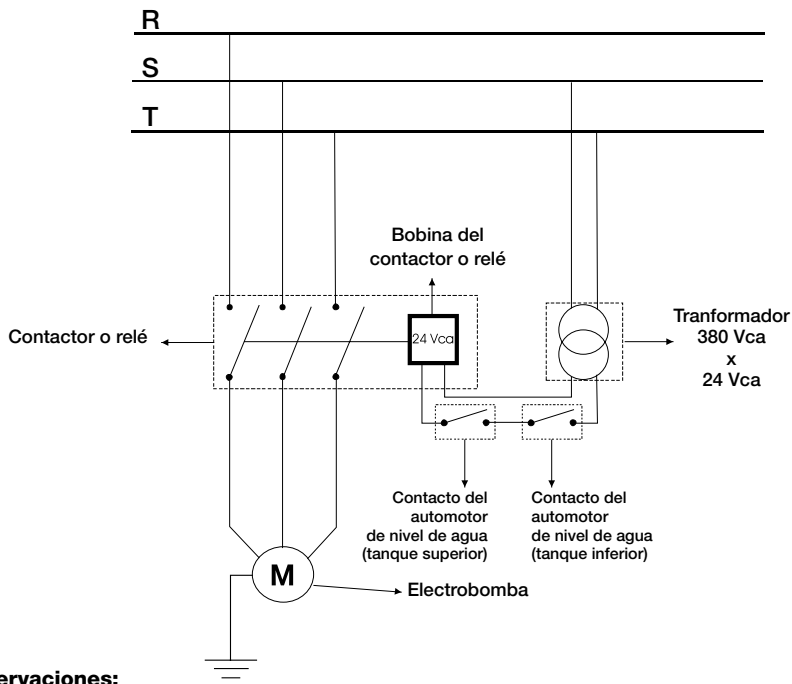 R
S
T
Bobina del
contactor o relé
Contactor o relé
24 Vca
Tranformador
380 Vca
x
24 Vca
Contacto del
automotor
de nivel de agua
(tanque superior)
Contacto del
automotor
de nivel de agua
(tanque inferior)
M
Electrobomba
ervaciones: